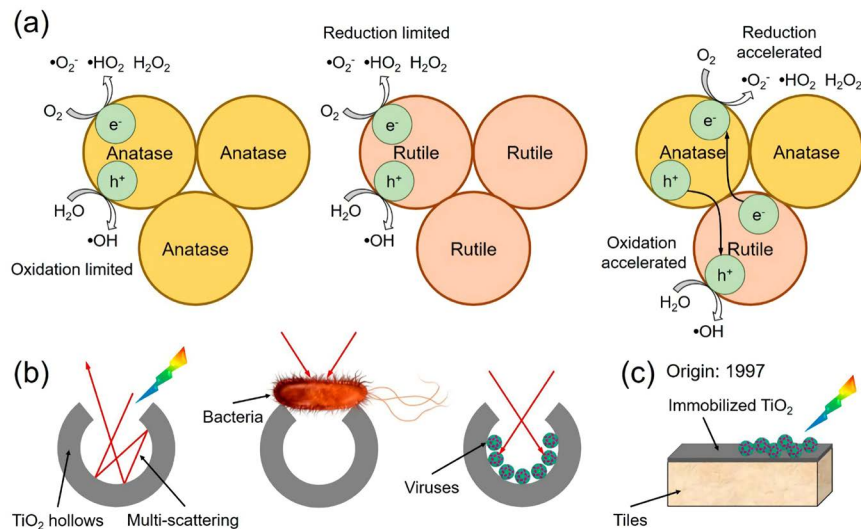 (a)
•O₂⁻ •HO₂ H₂O₂
O₂
e⁻
Anatase
Anatase
h⁺
H₂O
•OH
Anatase
Oxidation limited
Reduction limited
•O₂⁻ •HO₂ H₂O₂
O₂
e⁻
Rutile
Rutile
h⁺
H₂O
•OH
Rutile
Reduction
accelerated
O₂
•O₂⁻ •HO₂ H₂O₂
e⁻
Anatase
Anatase
h⁺
e⁻
Rutile
Oxidation
accelerated
h⁺
H₂O
•OH
(b)
TiO₂ hollows
Multi-scattering
Bacteria
Viruses
(c) Origin: 1997
Immobilized TiO₂
Tiles